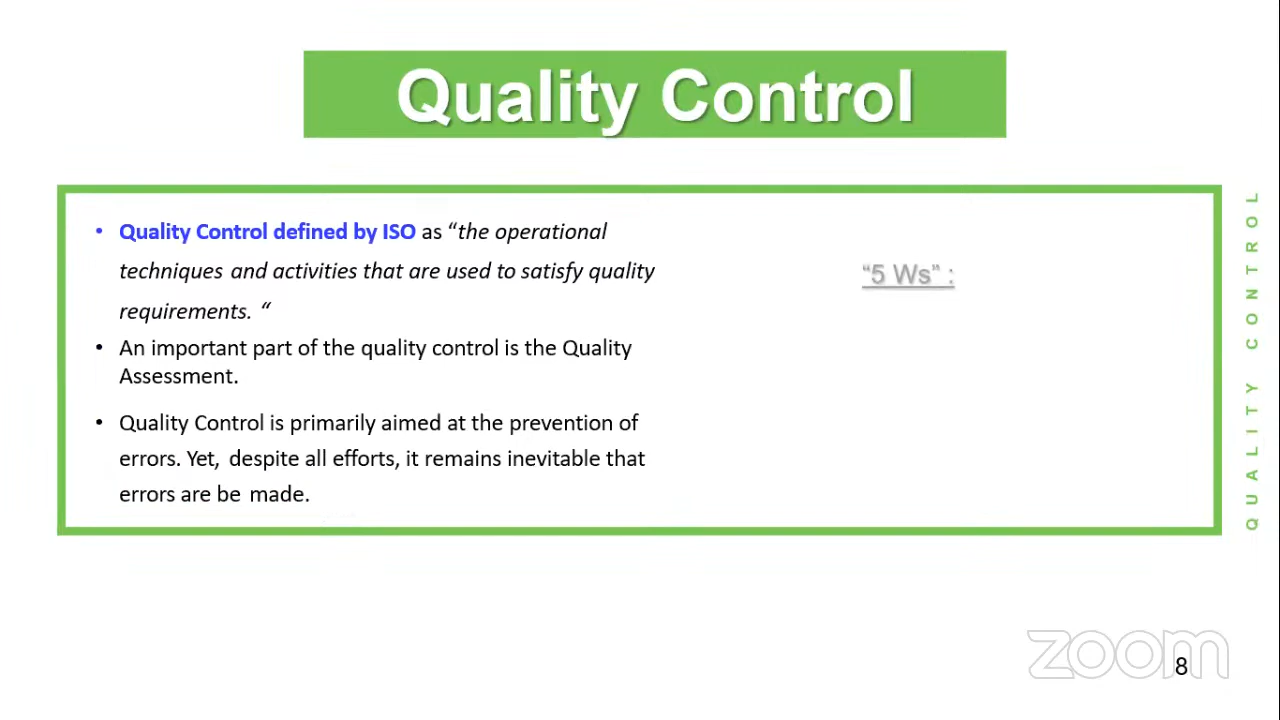 Quality Control
• Quality Control defined by ISO as “the operational
techniques and activities that are used to satisfy quality
requirements. “
• An important part of the quality control is the Quality
Assessment.
• Quality Control is primarily aimed at the prevention of
errors. Yet, despite all efforts, it remains inevitable that
errors are be made.
“5 Ws” :
QUALITY CONTROL
zoom
8